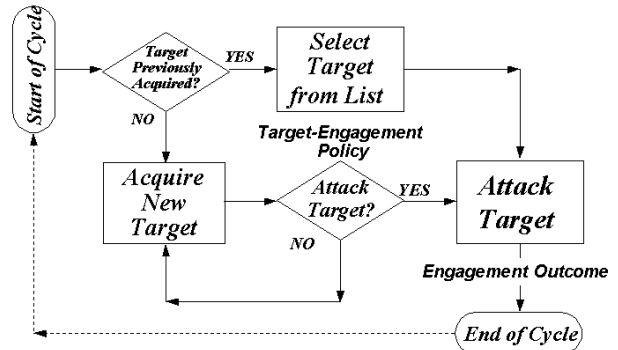 Start of Cycle
Target
Previously
Acquired?
YES
Select
Target
from List
NO
Target-Engagement
Policy
Acquire
New
Target
Attack
Target?
YES
Attack
Target
NO
Engagement Outcome
End of Cycle